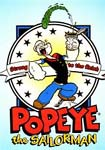 Strong to the Finish
POPEYE
the SAILORMAN